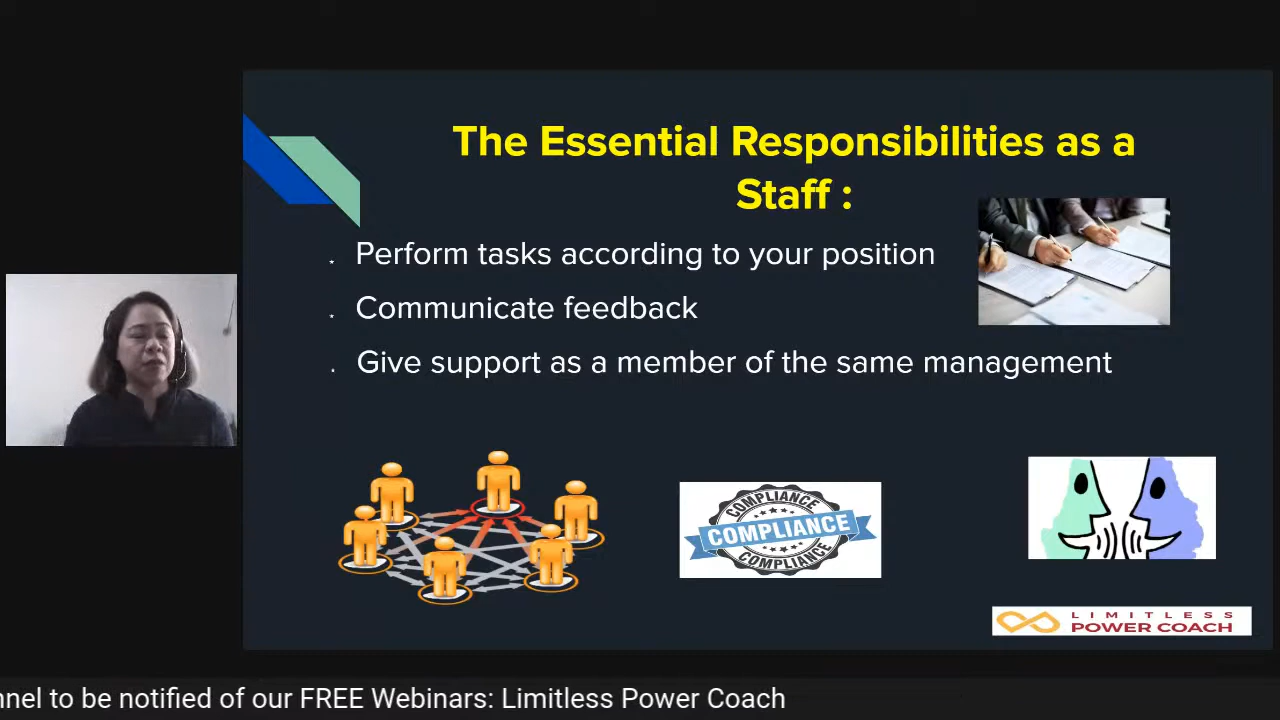 The Essential Responsibilities as a
Staff :
Perform tasks according to your position
Communicate feedback
Give support as a member of the same management
COMPLIANCE
COMPLIANCE
COMPLIANCE
LIMITLESS
POWER COACH
nnel to be notified of our FREE Webinars: Limitless Power Coach